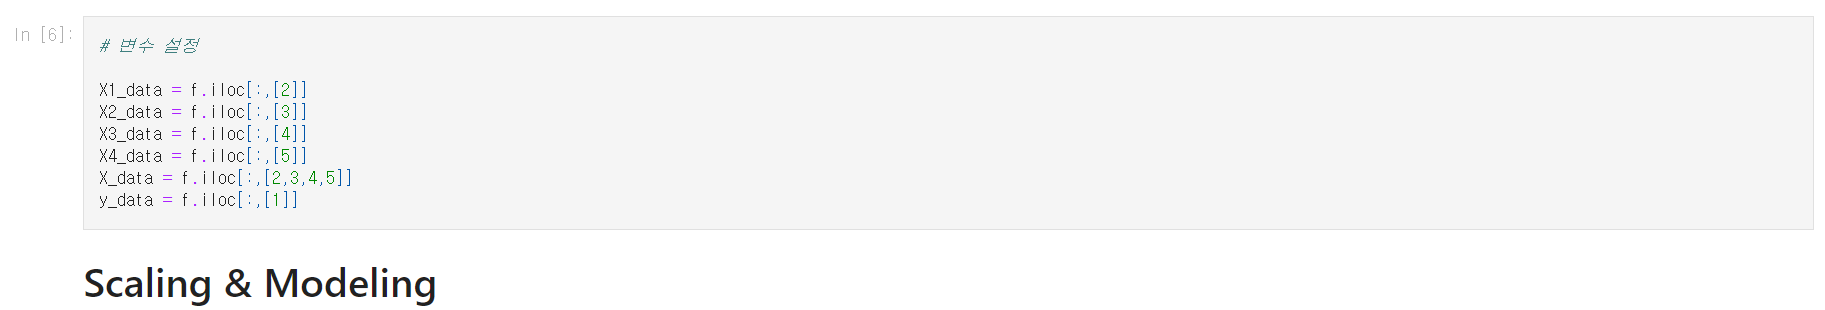 In [6]:
# 변수 설정
X1_data = f.iloc[:,[2]]
X2_data = f.iloc[:,[3]]
X3_data = f.iloc[:,[4]]
X4_data = f.iloc[:,[5]]
X_data = f.iloc[:,[2,3,4,5]]
y_data = f.iloc[:,[1]]
Scaling & Modeling